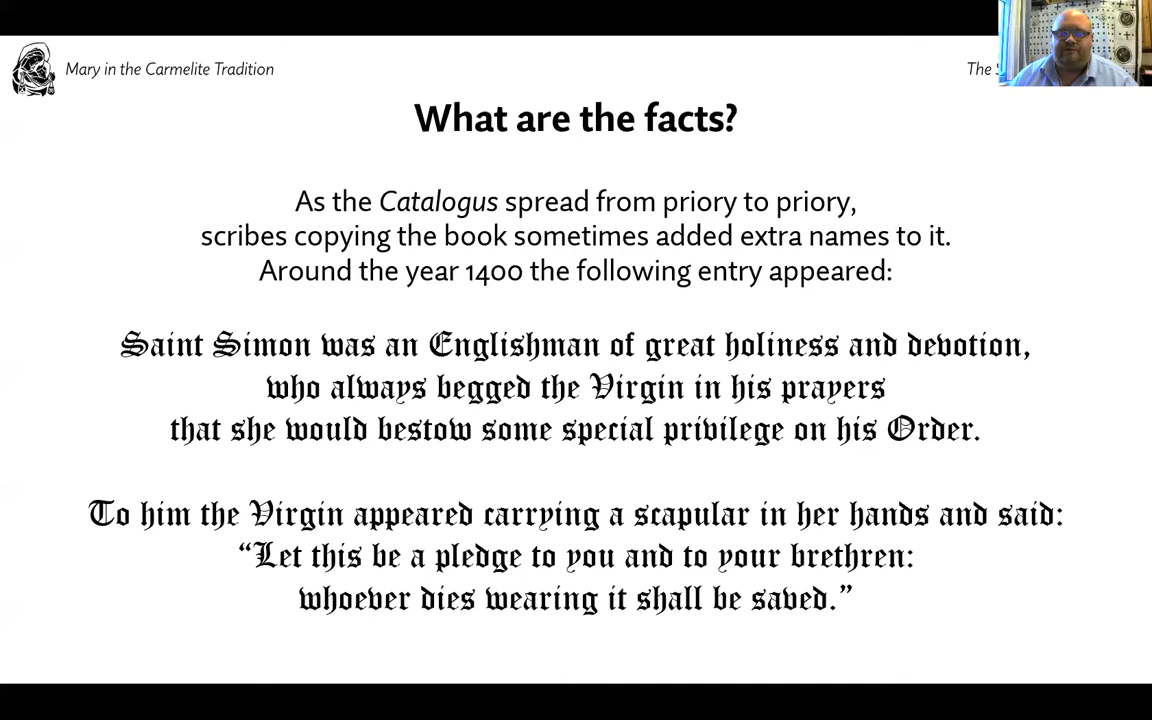 Mary in the Carmelite Tradition
The
What are the facts?
As the Catalogus spread from priory to priory,
scribes copying the book sometimes added extra names to it.
Around the year 1400 the following entry appeared:
Saint Simon was an Englishman of great holiness and devotion,
who always begged the Virgin in his prayers
that she would bestow some special privilege on his Order.
To him the Virgin appeared carrying a scapular in her hands and said:
“Let this be a pledge to you and to your brethren:
whoever dies wearing it shall be saved.”